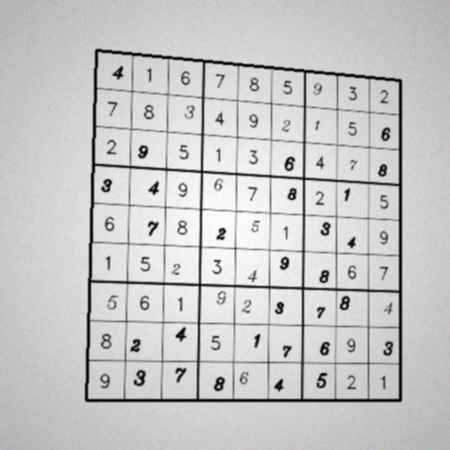 4 1 6 7 8 5 9 3 2
7 8 3 4 9 2 1 5 6
2 9 5 1 3 6 4 7 8
3 4 9 6 7 8 2 1 5
6 7 8 2 5 1 3 4 9
1 5 2 3 4 9 8 6 7
5 6 1 9 2 3 7 8 4
8 2 4 5 1 7 6 9 3
9 3 7 8 6 4 5 2 1